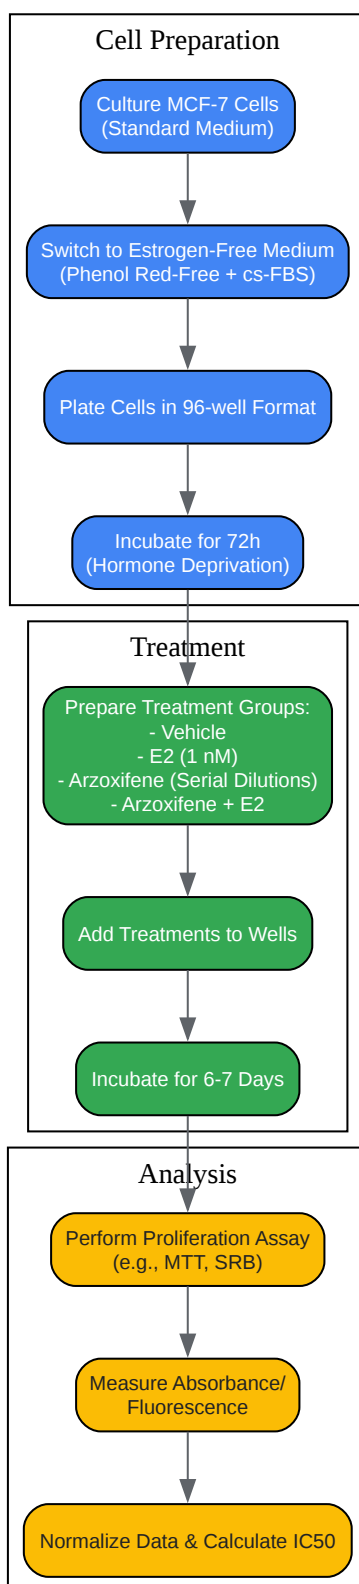 Cell Preparation
Culture MCF-7 Cells
(Standard Medium)
Switch to Estrogen-Free Medium
(Phenol Red-Free + cs-FBS)
Plate Cells in 96-well Format
Incubate for 72h
(Hormone Deprivation)
Treatment
Prepare Treatment Groups:
- Vehicle
- E2 (1 nM)
- Arzoxifene (Serial Dilutions)
- Arzoxifene + E2
Add Treatments to Wells
Incubate for 6-7 Days
Analysis
Perform Proliferation Assay
(e.g., MTT, SRB)
Measure Absorbance/
Fluorescence
Normalize Data & Calculate IC50